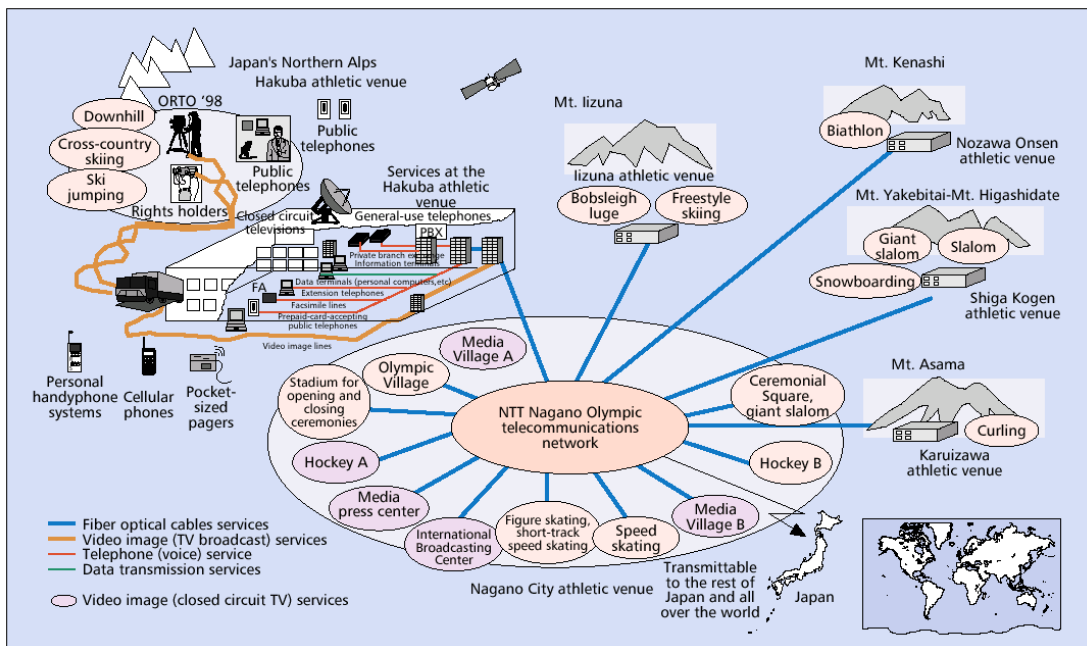 Japan's Northern Alps
Hakuba athletic venue
ORTO '98
Downhill
Cross-country
skiing
Ski
jumping
Public
telephones
Public
telephones
Rights holders
Services at the
Hakuba athletic
venue
Closed circuit
televisions
General-use telephones
PBX
Private branch exchange
Information terminals
Data terminals (personal computers,etc)
Extension telephones
FA
Facsimile lines
Prepaid-card-accepting
public telephones
Video image lines
Personal
handyphone
systems
Cellular
phones
Pocket-
sized
pagers
Mt. Iizuna
Iizuna athletic venue
Bobsleigh
luge
Freestyle
skiing
Mt. Kenashi
Biathlon
Nozawa Onsen
athletic venue
Mt. Yakebitai-Mt. Higashidate
Giant
slalom
Slalom
Snowboarding
Shiga Kogen
athletic venue
Mt. Asama
Curling
Karuizawa
athletic venue
Media
Village A
Olympic
Village
Stadium for
opening and
closing
ceremonies
Hockey A
Media
press center
International
Broadcasting
Center
Figure skating,
short-track
speed skating
Speed
skating
Media
Village B
Hockey B
Ceremonial
Square,
giant slalom
NTT Nagano Olympic
telecommunications
network
Nagano City athletic venue
Transmittable
to the rest of
Japan and all
over the world
Japan
Fiber optical cables services
Video image (TV broadcast) services
Telephone (voice) service
Data transmission services
Video image (closed circuit TV) services